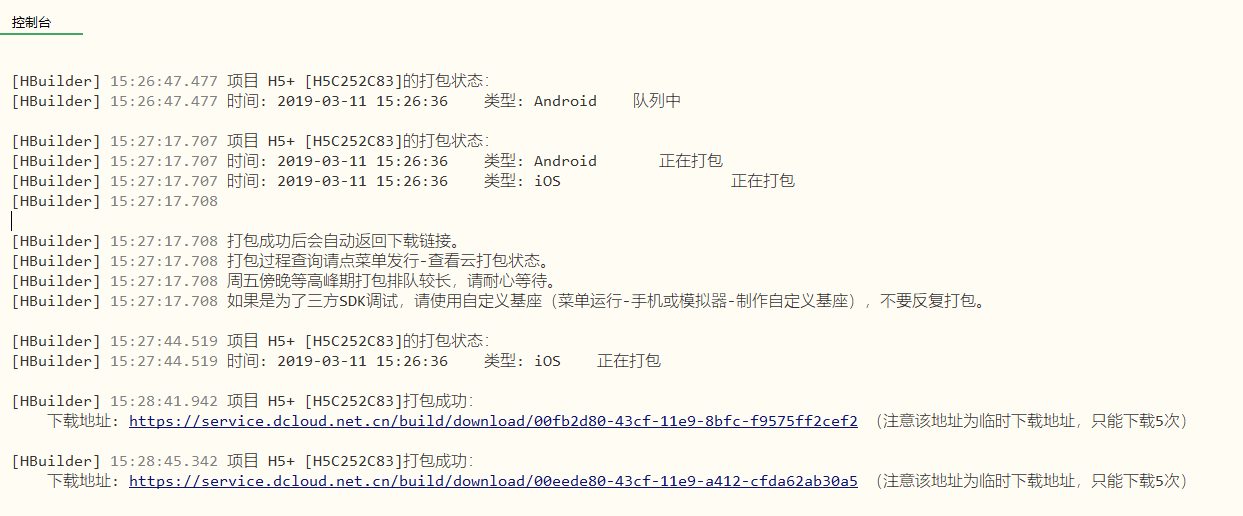 控制台
[HBuilder] 15:26:47.477 项目 H5+ [H5C252C83]的打包状态:
[HBuilder] 15:26:47.477 时间: 2019-03-11 15:26:36    类型: Android    队列中
[HBuilder] 15:27:17.707 项目 H5+ [H5C252C83]的打包状态:
[HBuilder] 15:27:17.707 时间: 2019-03-11 15:26:36    类型: Android    正在打包
[HBuilder] 15:27:17.707 时间: 2019-03-11 15:26:36    类型: iOS    正在打包
[HBuilder] 15:27:17.708
[HBuilder] 15:27:17.708 打包成功后会自动返回下载链接。
[HBuilder] 15:27:17.708 打包过程查询请点菜单发行-查看云打包状态。
[HBuilder] 15:27:17.708 周五傍晚等高峰期打包排队较长，请耐心等待。
[HBuilder] 15:27:17.708 如果是为了三方SDK调试，请使用自定义基座（菜单运行-手机或模拟器-制作自定义基座），不要反复打包。
[HBuilder] 15:27:44.519 项目 H5+ [H5C252C83]的打包状态:
[HBuilder] 15:27:44.519 时间: 2019-03-11 15:26:36    类型: iOS    正在打包
[HBuilder] 15:28:41.942 项目 H5+ [H5C252C83]打包成功:
下载地址: https://service.dcloud.net.cn/build/download/00fb2d80-43cf-11e9-8bfc-f9575ff2cef2 （注意该地址为临时下载地址，只能下载5次）
[HBuilder] 15:28:45.342 项目 H5+ [H5C252C83]打包成功:
下载地址: https://service.dcloud.net.cn/build/download/00eede80-43cf-11e9-a412-cfda62ab30a5 （注意该地址为临时下载地址，只能下载5次）